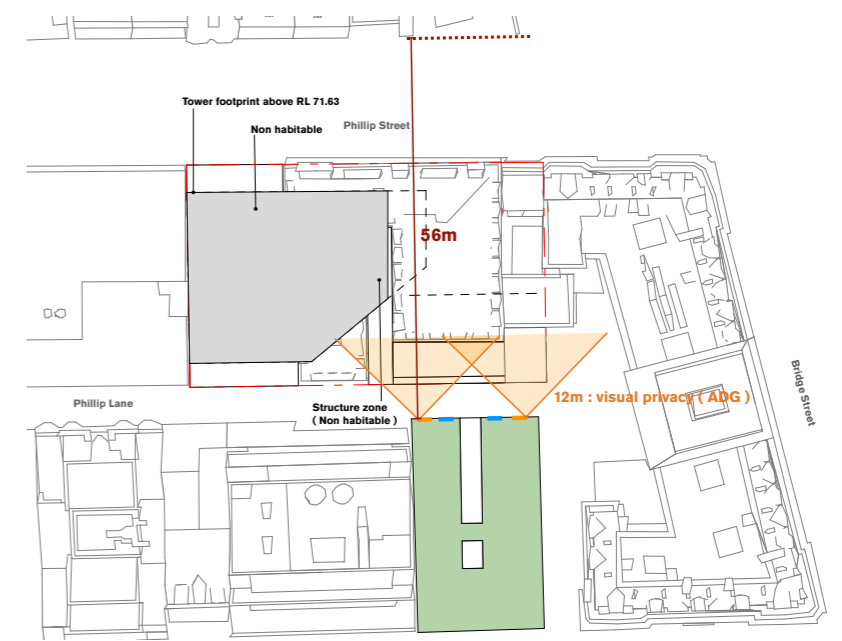 Tower footprint above RL 71.63
Non habitable
Phillip Street
56m
12m : visual privacy ( ADG )
Bridge Street
Phillip Lane
Structure zone
( Non habitable )